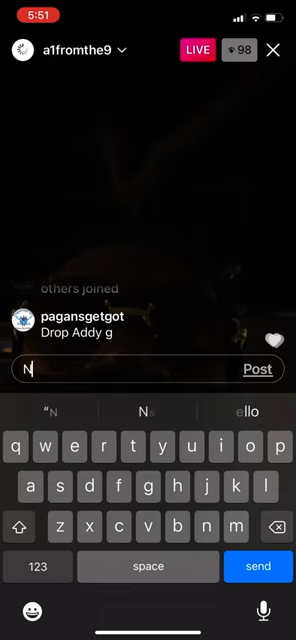 5:51
a1fromthe9
LIVE
98
others joined
pagansgetgot
Drop Addy g
N
Post
"N
N
ello
q w e r t y u i o p
a s d f g h j k l
z x c v b n m
123
space
send